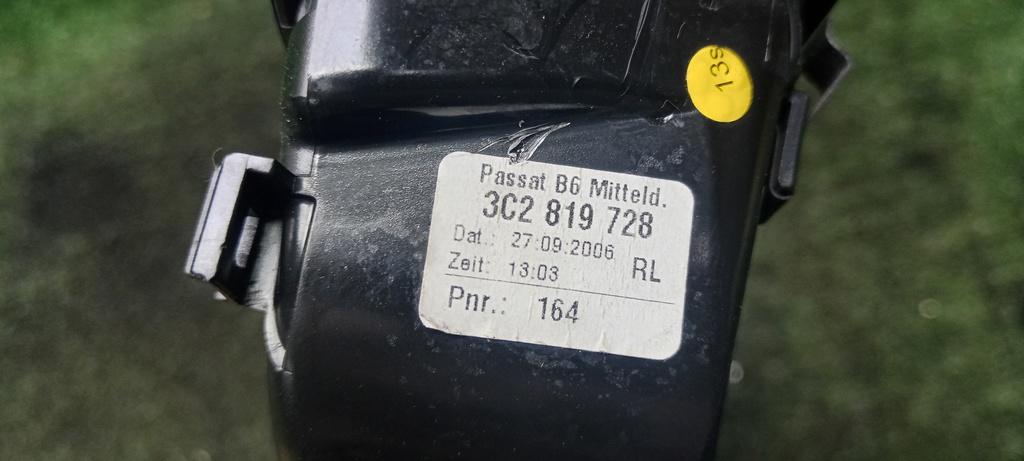 13s
Passat B6 Mitteld.
3C2 819 728
Dat.: 27:09:2006
RL
Zeit: 13:03
Pnr.: 164